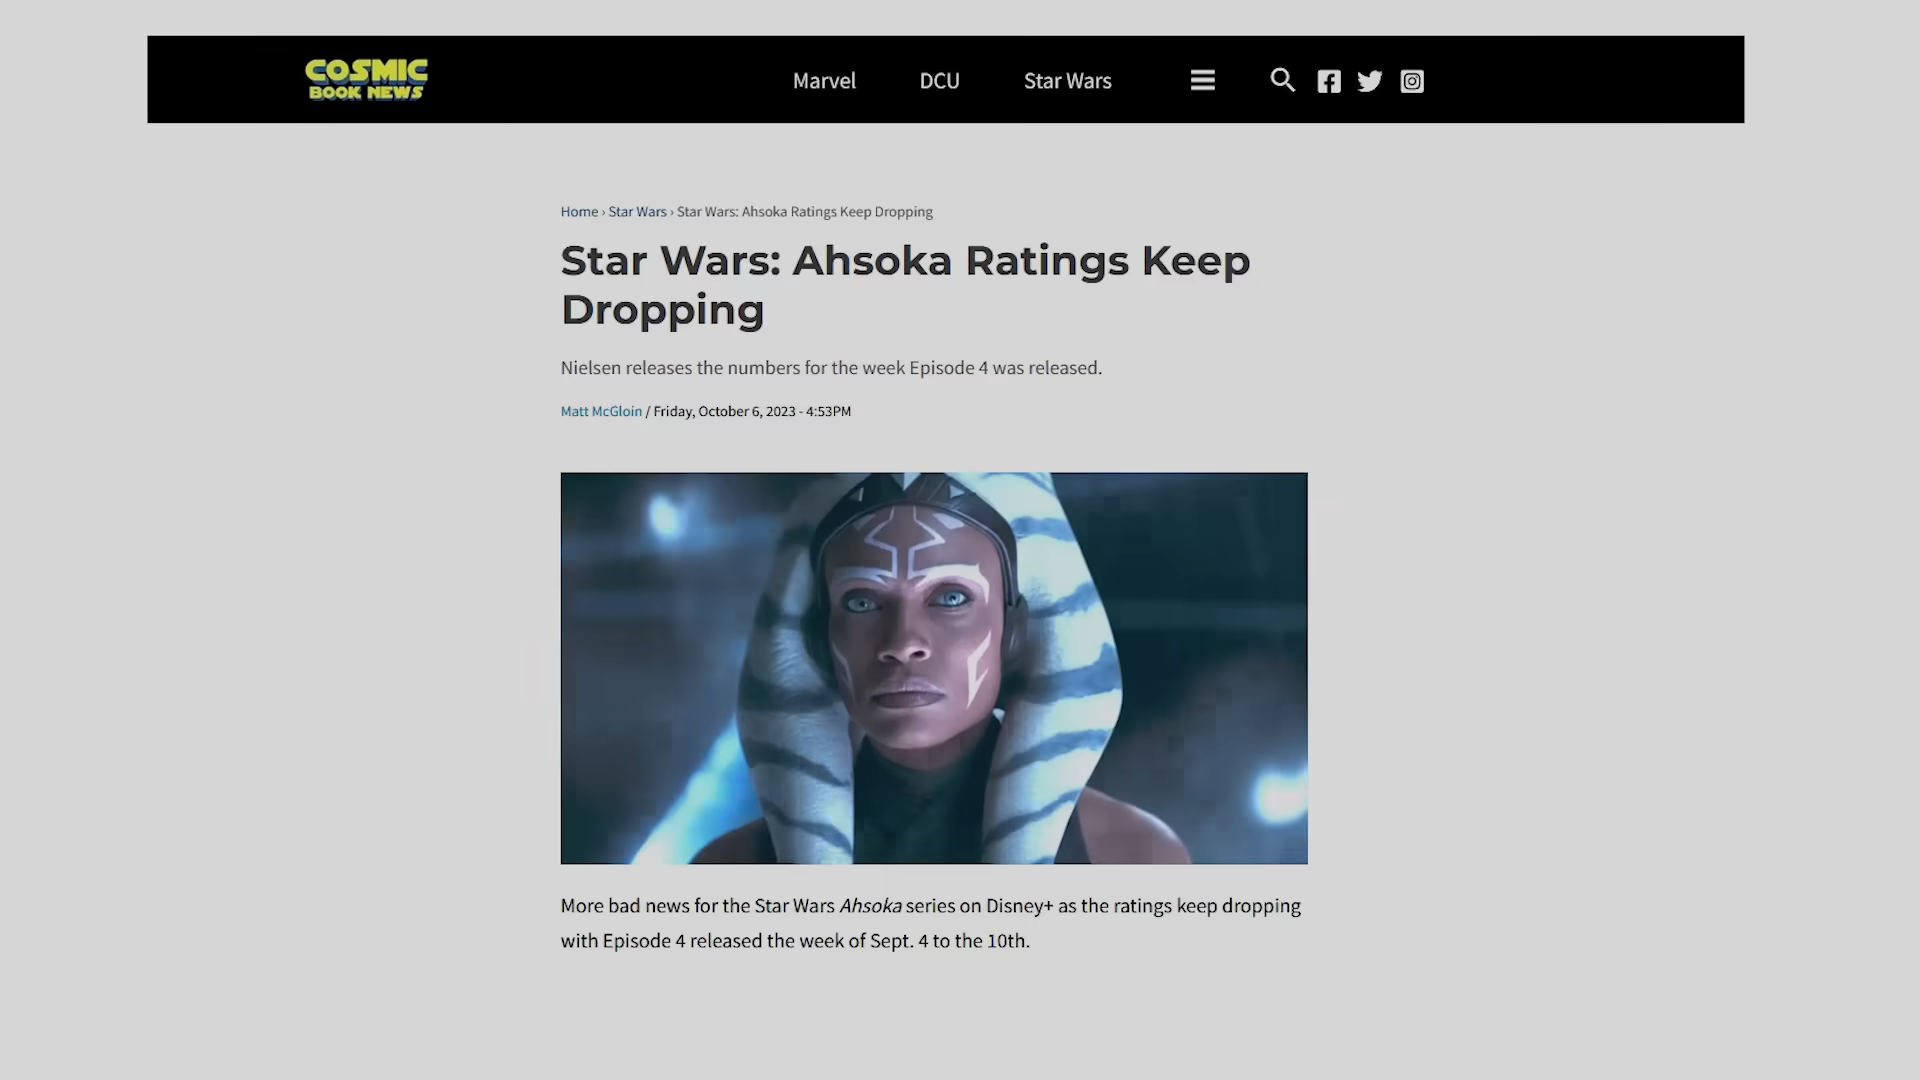 COSMIC
BOOK NEWS
Marvel
DCU
Star Wars
Home › Star Wars › Star Wars: Ahsoka Ratings Keep Dropping
Star Wars: Ahsoka Ratings Keep
Dropping
Nielsen releases the numbers for the week Episode 4 was released.
Matt McGloin / Friday, October 6, 2023 - 4:53PM
More bad news for the Star Wars Ahsoka series on Disney+ as the ratings keep dropping
with Episode 4 released the week of Sept. 4 to the 10th.